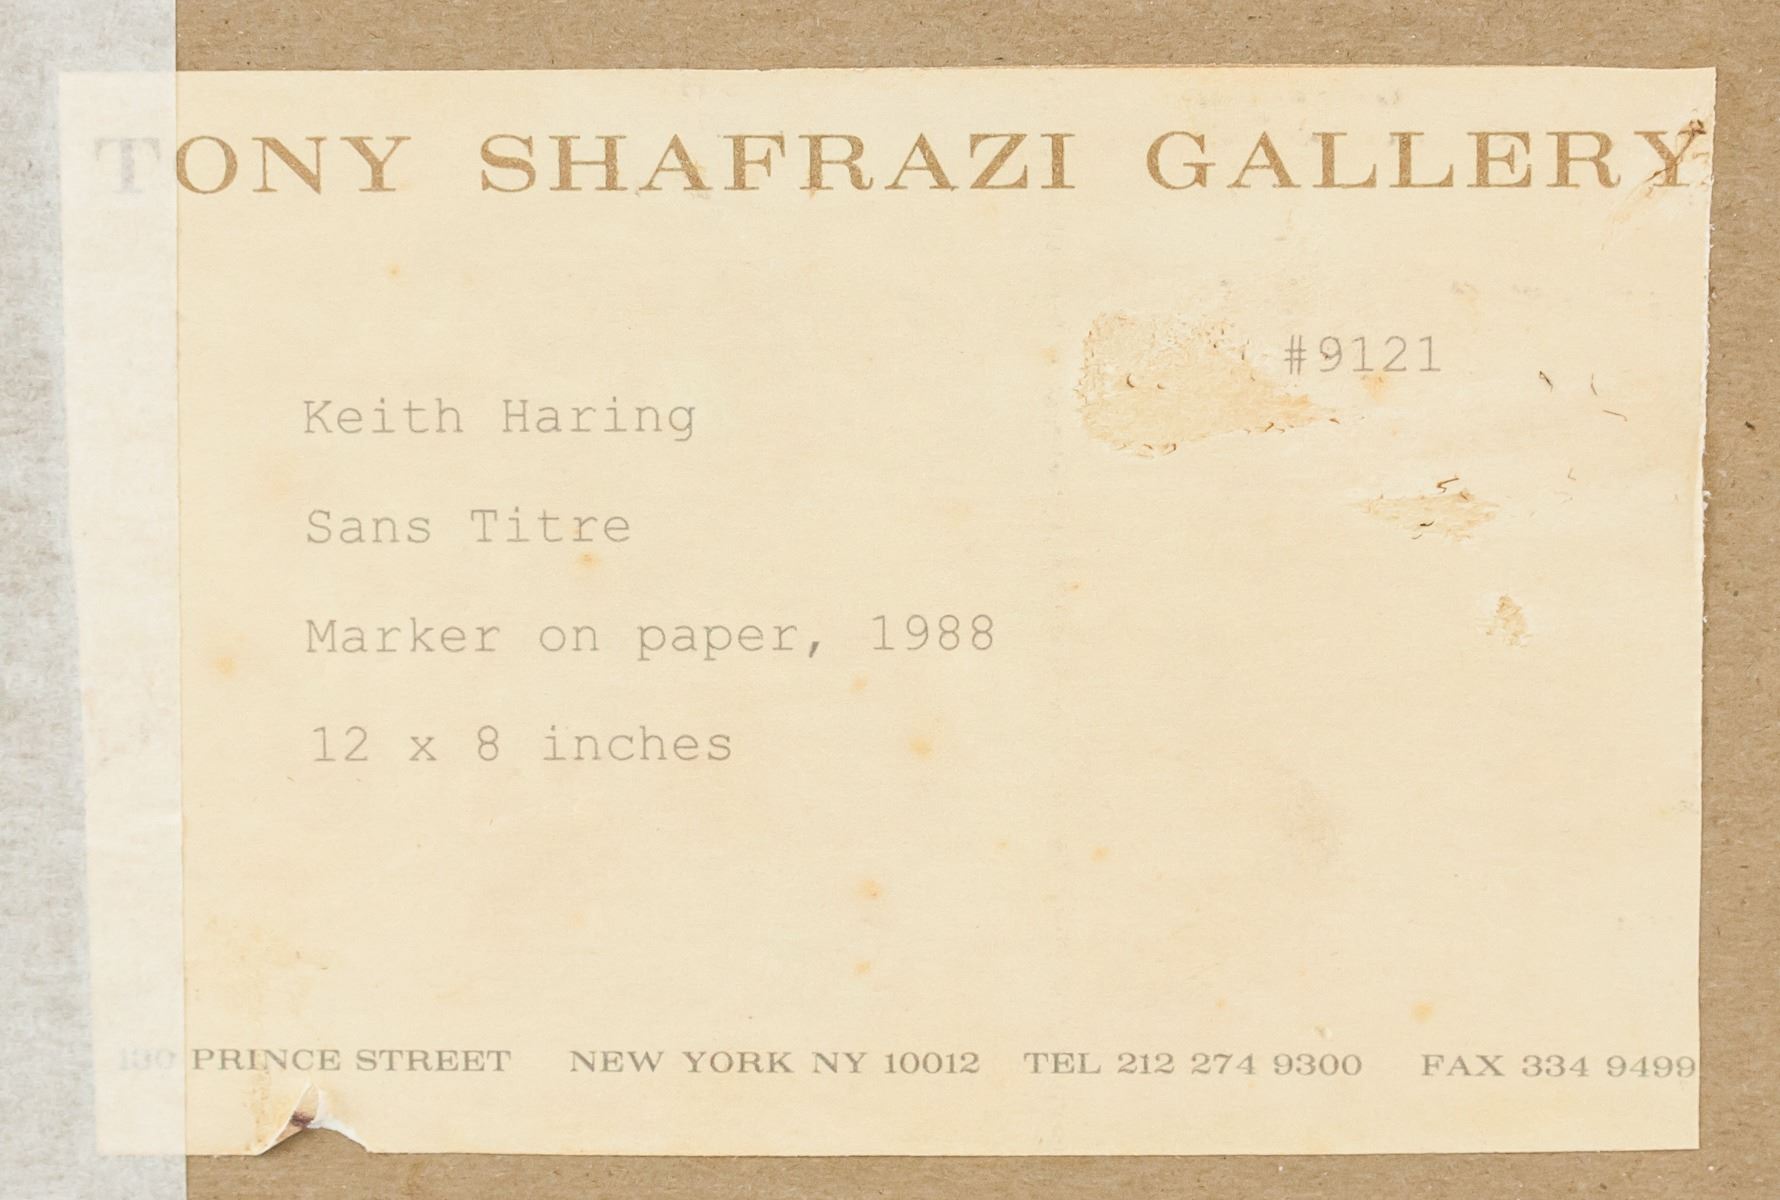 TONY SHAFRAZI GALLERY
#9121
Keith Haring
Sans Titre
Marker on paper, 1988
12 x 8 inches
130 PRINCE STREET NEW YORK NY 10012 TEL 212 274 9300 FAX 334 9499